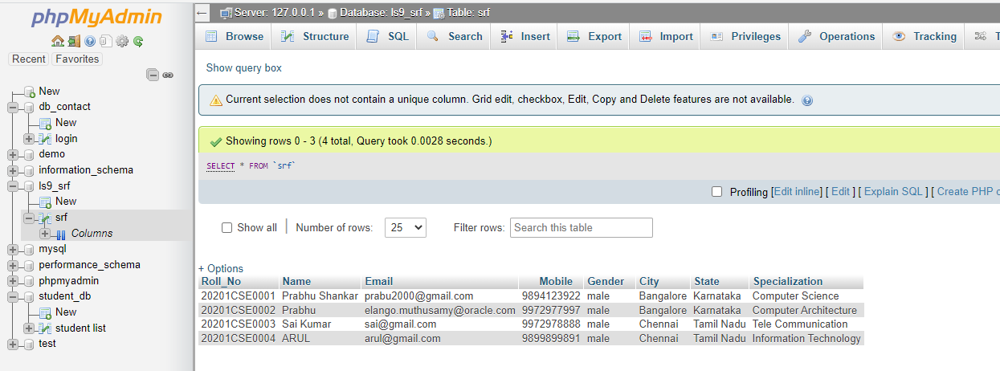 phpMyAdmin
Recent Favorites
New
db_contact
New
login
demo
information_schema
ls9_srf
New
srf
Columns
mysql
performance_schema
phpmyadmin
student_db
New
student list
test
Server: 127.0.0.1 » Database: ls9_srf » Table: srf
Browse Structure SQL Search Insert Export Import Privileges Operations Tracking T
Show query box
Current selection does not contain a unique column. Grid edit, checkbox, Edit, Copy and Delete features are not available.
Showing rows 0 - 3 (4 total, Query took 0.0028 seconds.)
SELECT * FROM `srf`
Profiling [Edit inline] [ Edit ] [ Explain SQL ] [ Create PHP c
Show all | Number of rows: 25 Filter rows: Search this table
+ Options
Roll_No Name Email Mobile Gender City State Specialization
20201CSE0001 Prabhu Shankar prabu2000@gmail.com 9894123922 male Bangalore Karnataka Computer Science
20201CSE0002 Prabhu elango.muthusamy@oracle.com 9972977997 male Bangalore Karnataka Computer Architecture
20201CSE0003 Sai Kumar sai@gmail.com 9972978888 male Chennai Tamil Nadu Tele Communication
20201CSE0004 ARUL arul@gmail.com 9899899891 male Chennai Tamil Nadu Information Technology